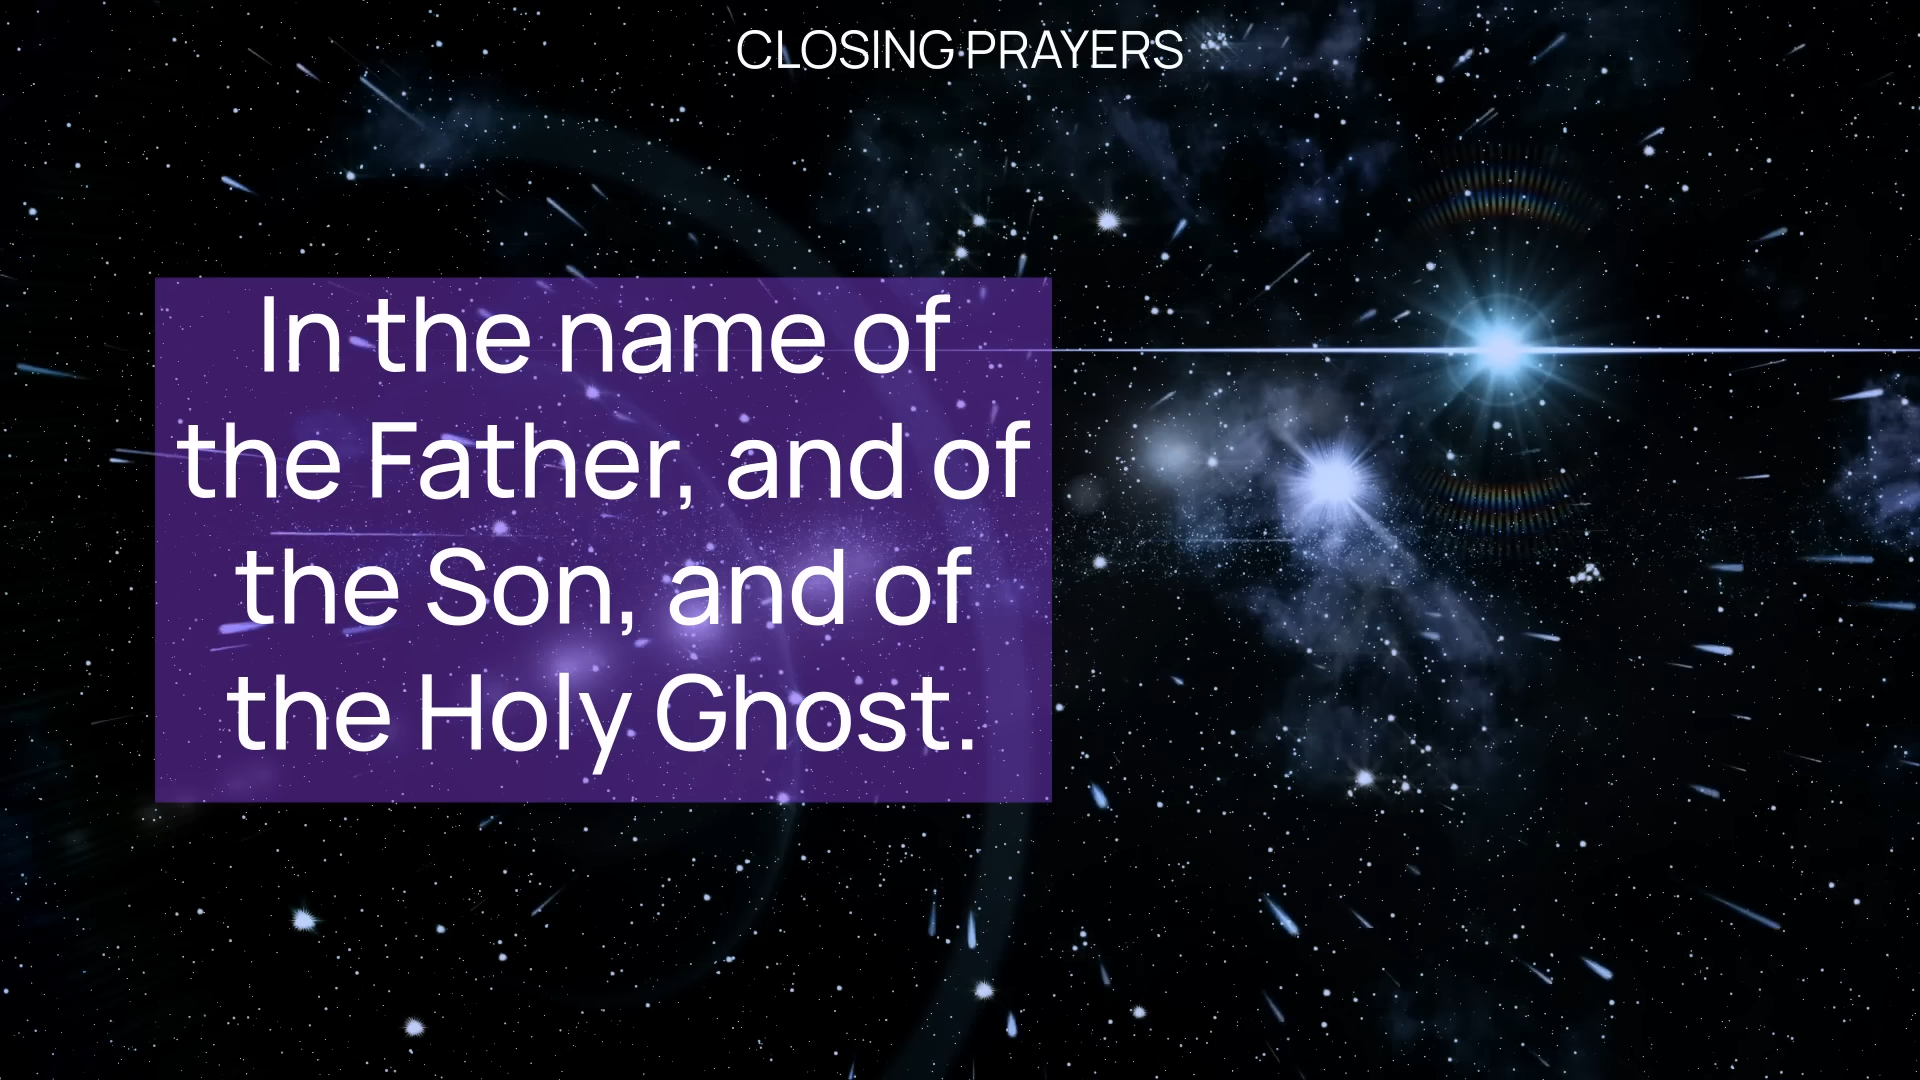 CLOSING PRAYERS
In the name of
the Father, and of
the Son, and of
the Holy Ghost.